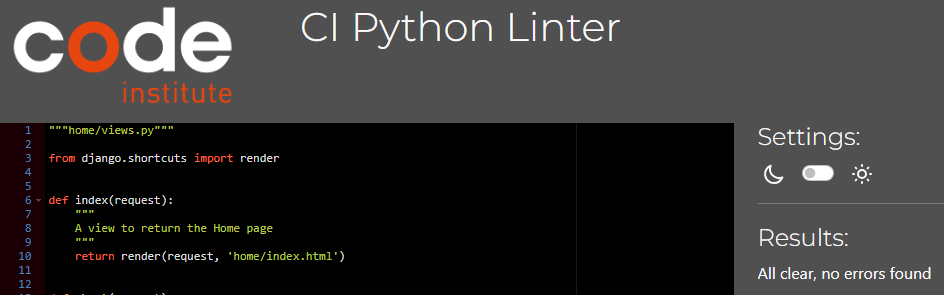 code
institute
CI Python Linter
1 """home/views.py"""
2
3 from django.shortcuts import render
4
5
6 def index(request):
7 """
8 A view to return the Home page
9 """
10 return render(request, 'home/index.html')
11
12
Settings:
Results:
All clear, no errors found